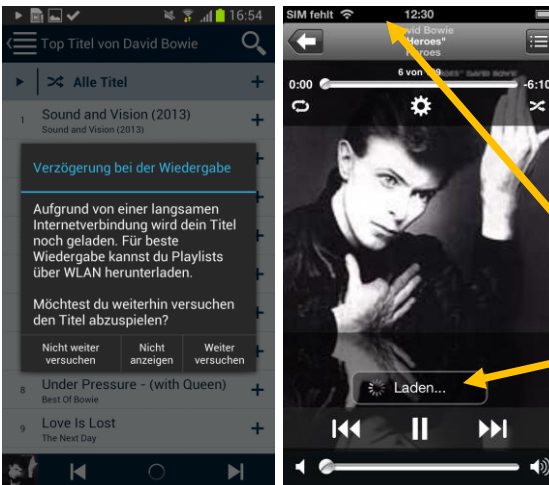 16:54
Top Titel von David Bowie
Alle Titel
1 Sound and Vision (2013)
Sound and Vision (2013)
Verzögerung bei der Wiedergabe
Aufgrund von einer langsamen
Internetverbindung wird dein Titel
noch geladen. Für beste
Wiedergabe kannst du Playlists
über WLAN herunterladen.
Möchtest du weiterhin versuchen
den Titel abzuspielen?
Nicht weiter versuchen
Nicht anzeigen
Weiter versuchen
8 Under Pressure - (with Queen)
Best Of Bowie
9 Love Is Lost
The Next Day
SIM fehlt 12:30
David Bowie
"Heroes"
Heroes
6 von
0:00 -6:10
Laden...